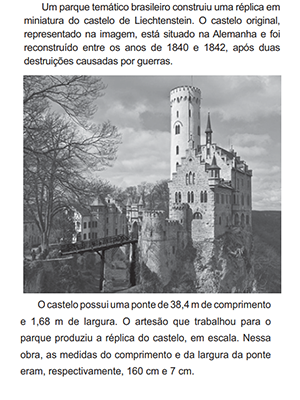 Um parque temático brasileiro construiu uma réplica em
miniatura do castelo de Liechtenstein. O castelo original,
representado na imagem, está situado na Alemanha e foi
reconstruído entre os anos de 1840 e 1842, após duas
destruições causadas por guerras.
O castelo possui uma ponte de 38,4 m de comprimento
e 1,68 m de largura. O artesão que trabalhou para o
parque produziu a réplica do castelo, em escala. Nessa
obra, as medidas do comprimento e da largura da ponte
eram, respectivamente, 160 cm e 7 cm.